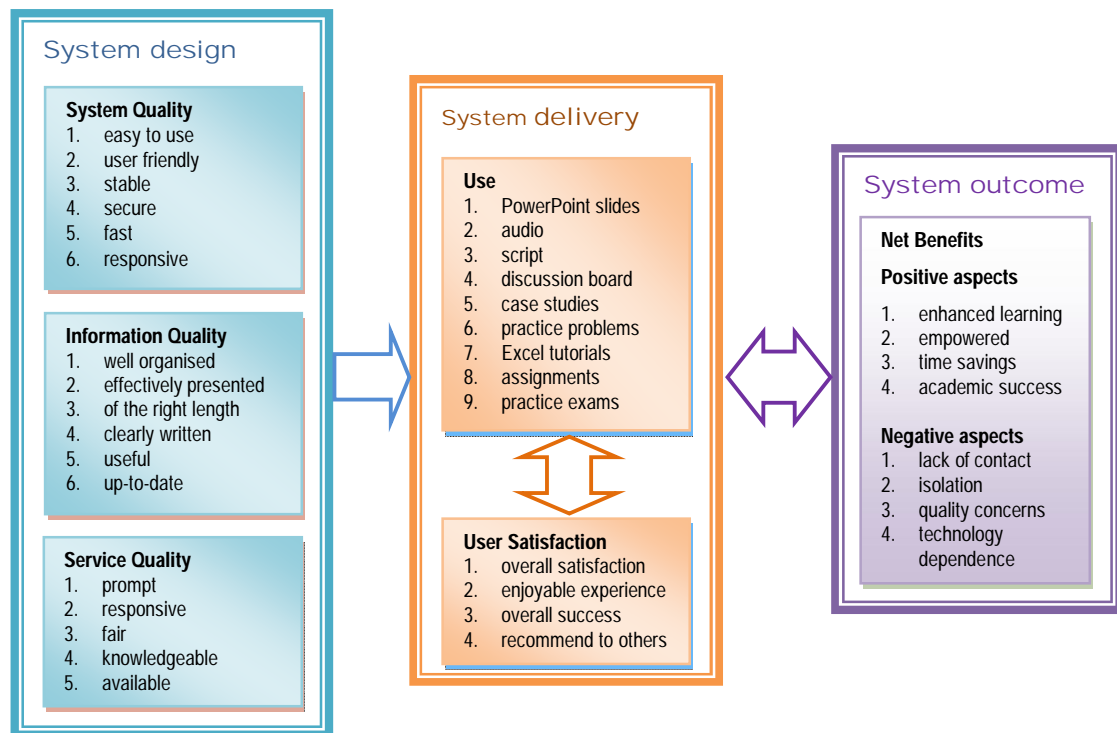 System design
System Quality
1. easy to use
2. user friendly
3. stable
4. secure
5. fast
6. responsive
Information Quality
1. well organised
2. effectively presented
3. of the right length
4. clearly written
5. useful
6. up-to-date
Service Quality
1. prompt
2. responsive
3. fair
4. knowledgeable
5. available
System delivery
Use
1. PowerPoint slides
2. audio
3. script
4. discussion board
5. case studies
6. practice problems
7. Excel tutorials
8. assignments
9. practice exams
User Satisfaction
1. overall satisfaction
2. enjoyable experience
3. overall success
4. recommend to others
System outcome
Net Benefits
Positive aspects
1. enhanced learning
2. empowered
3. time savings
4. academic success
Negative aspects
1. lack of contact
2. isolation
3. quality concerns
4. technology
dependence